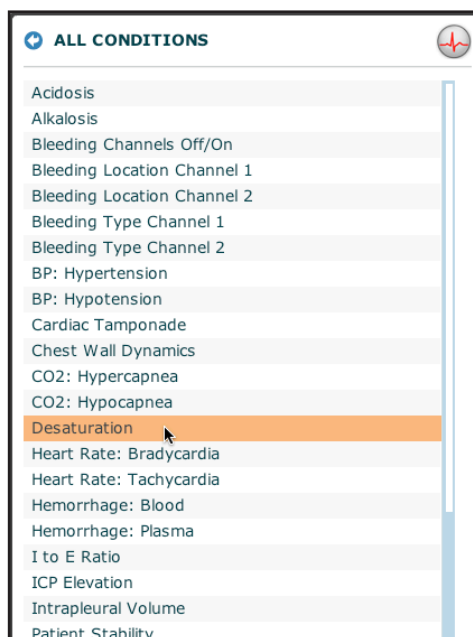 ALL CONDITIONS
Acidosis
Alkalosis
Bleeding Channels Off/On
Bleeding Location Channel 1
Bleeding Location Channel 2
Bleeding Type Channel 1
Bleeding Type Channel 2
BP: Hypertension
BP: Hypotension
Cardiac Tamponade
Chest Wall Dynamics
CO2: Hypercapnea
CO2: Hypocapnea
Desaturation
Heart Rate: Bradycardia
Heart Rate: Tachycardia
Hemorrhage: Blood
Hemorrhage: Plasma
I to E Ratio
ICP Elevation
Intrapleural Volume
Patient Stability